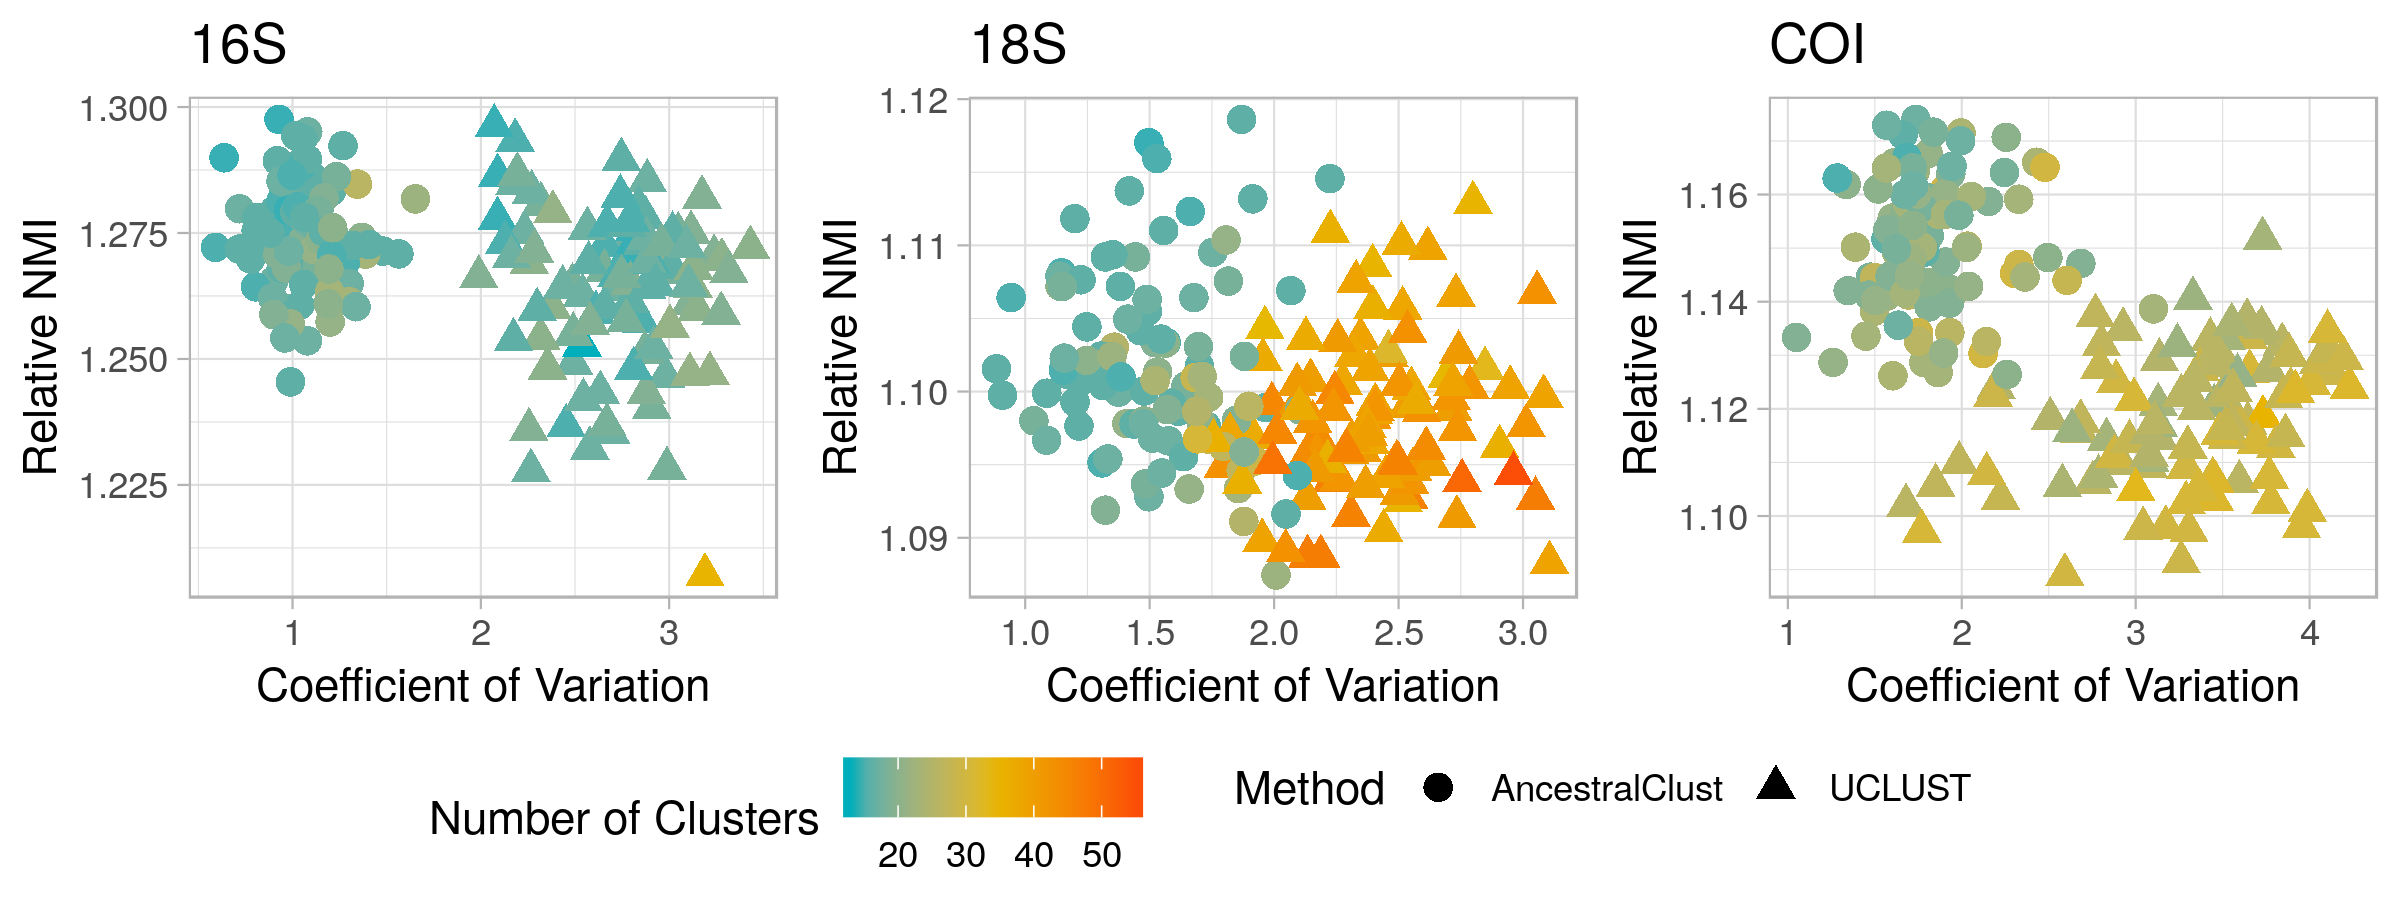 16S
18S
COI
Relative NMI
1.300
1.275
1.250
1.225
1
2
3
Coefficient of Variation
Relative NMI
1.12
1.11
1.10
1.09
1.0
1.5
2.0
2.5
3.0
Coefficient of Variation
Relative NMI
1.16
1.14
1.12
1.10
1
2
3
4
Coefficient of Variation
Number of Clusters
20
30
40
50
Method
AncestralClust
UCLUST